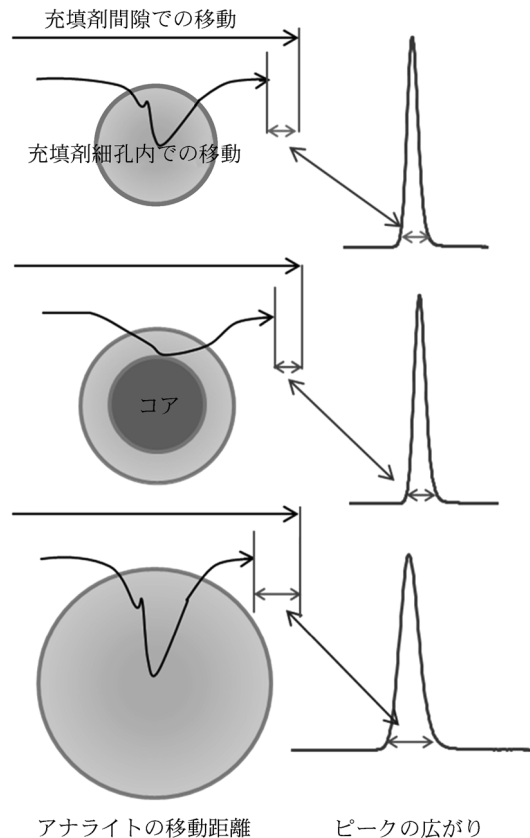 充填剤間隙での移動
充填剤細孔内での移動
コア
アナライトの移動距離
ピークの広がり